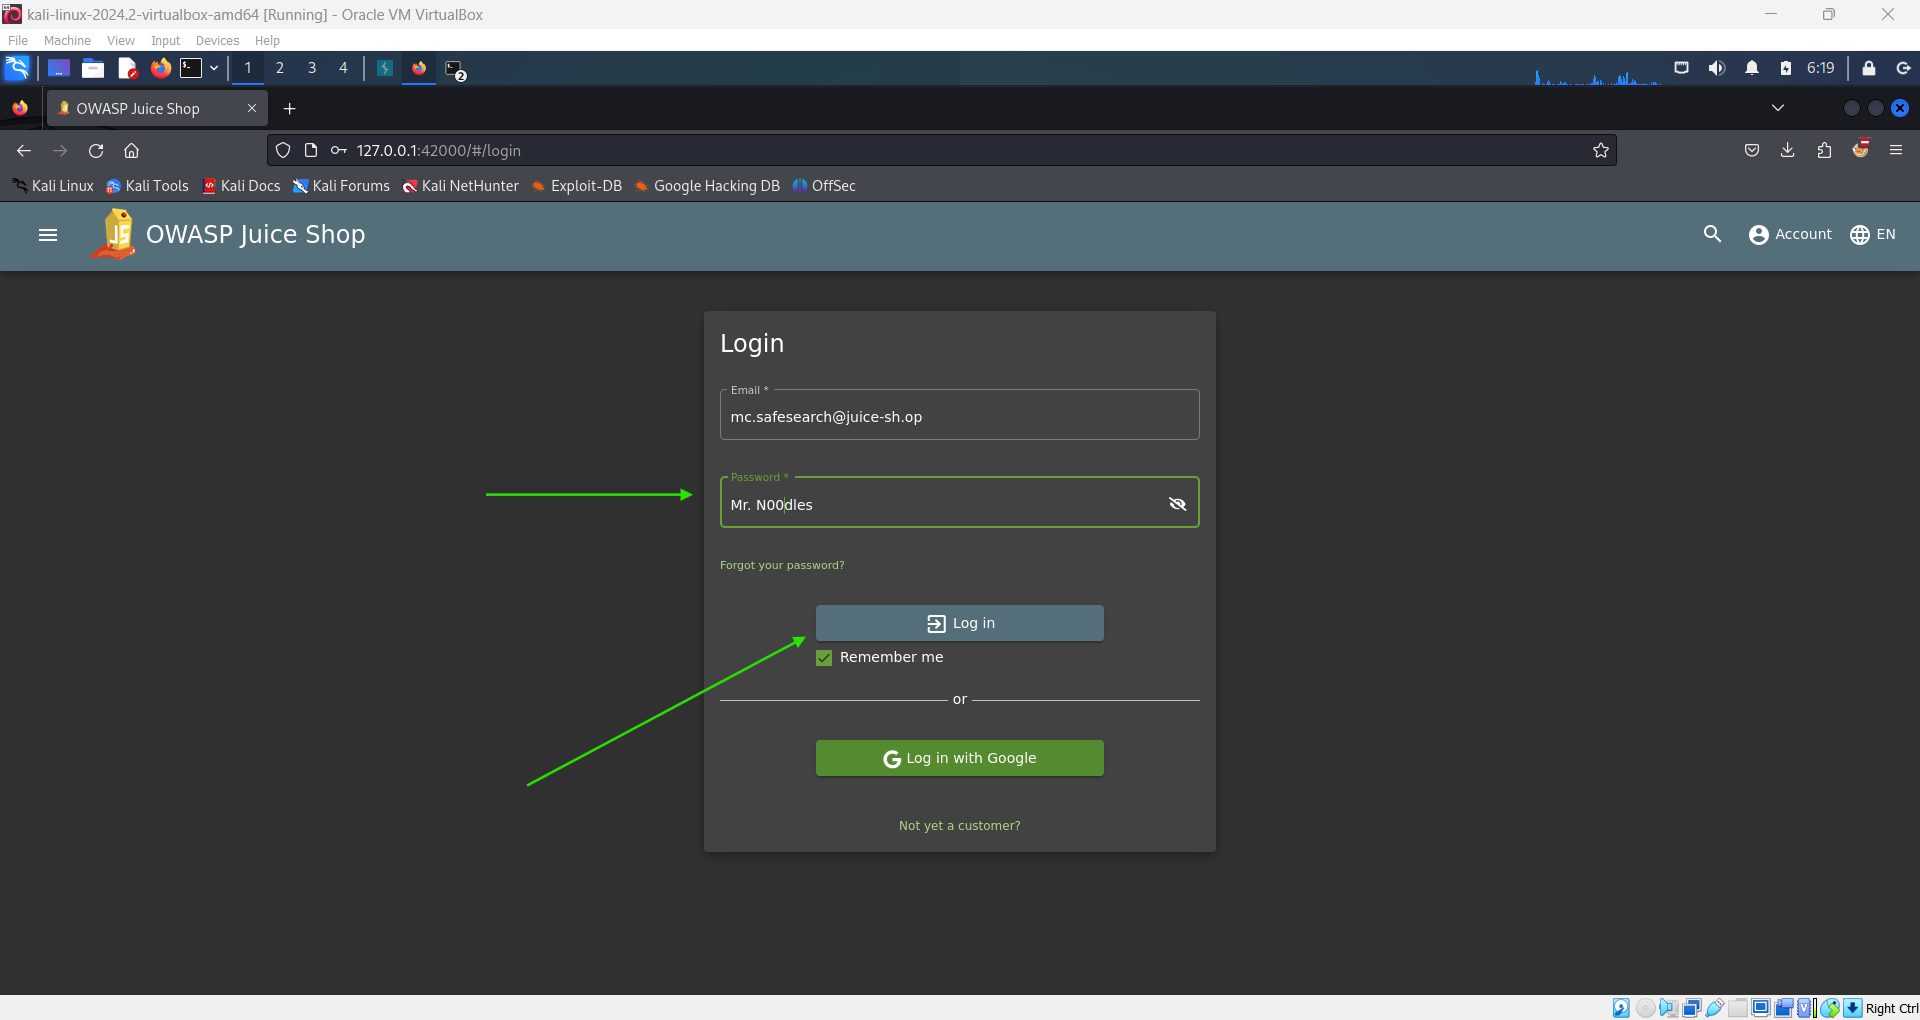 kali-linux-2024.2-virtualbox-amd64 [Running] - Oracle VM VirtualBox
File Machine View Input Devices Help
1 2 3 4 2 6:19
OWASP Juice Shop
127.0.0.1:42000/#/login
Kali Linux Kali Tools Kali Docs Kali Forums Kali NetHunter Exploit-DB Google Hacking DB OffSec
JS OWASP Juice Shop Account EN
Login
Email *
mc.safesearch@juice-sh.op
Password *
Mr. N00dles
Forgot your password?
Log in
Remember me
or
G Log in with Google
Not yet a customer?
Right Ctrl